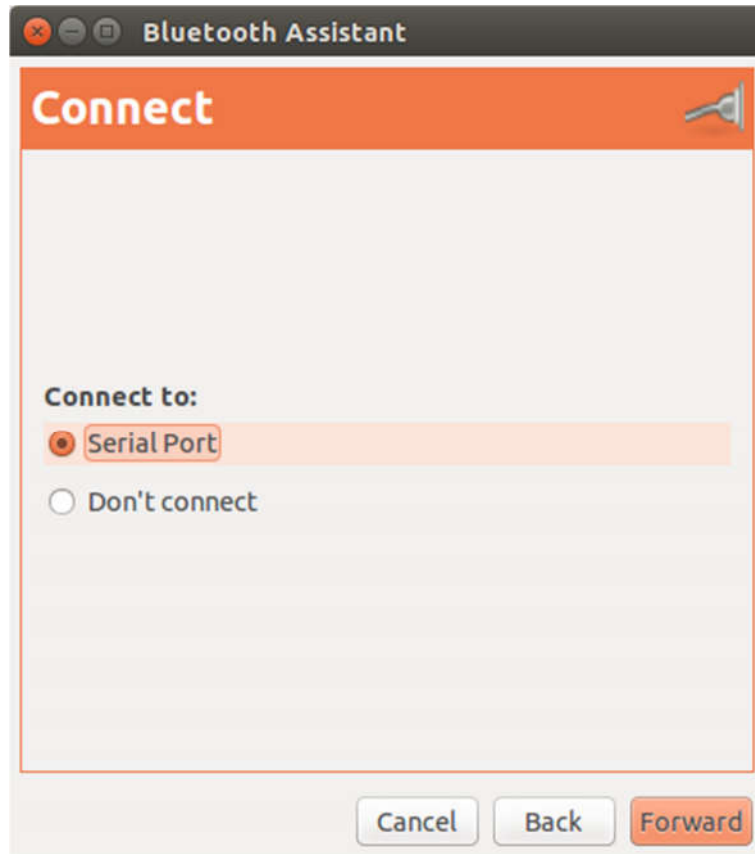 Bluetooth Assistant
Connect
Connect to:
Serial Port
Don't connect
Cancel Back Forward